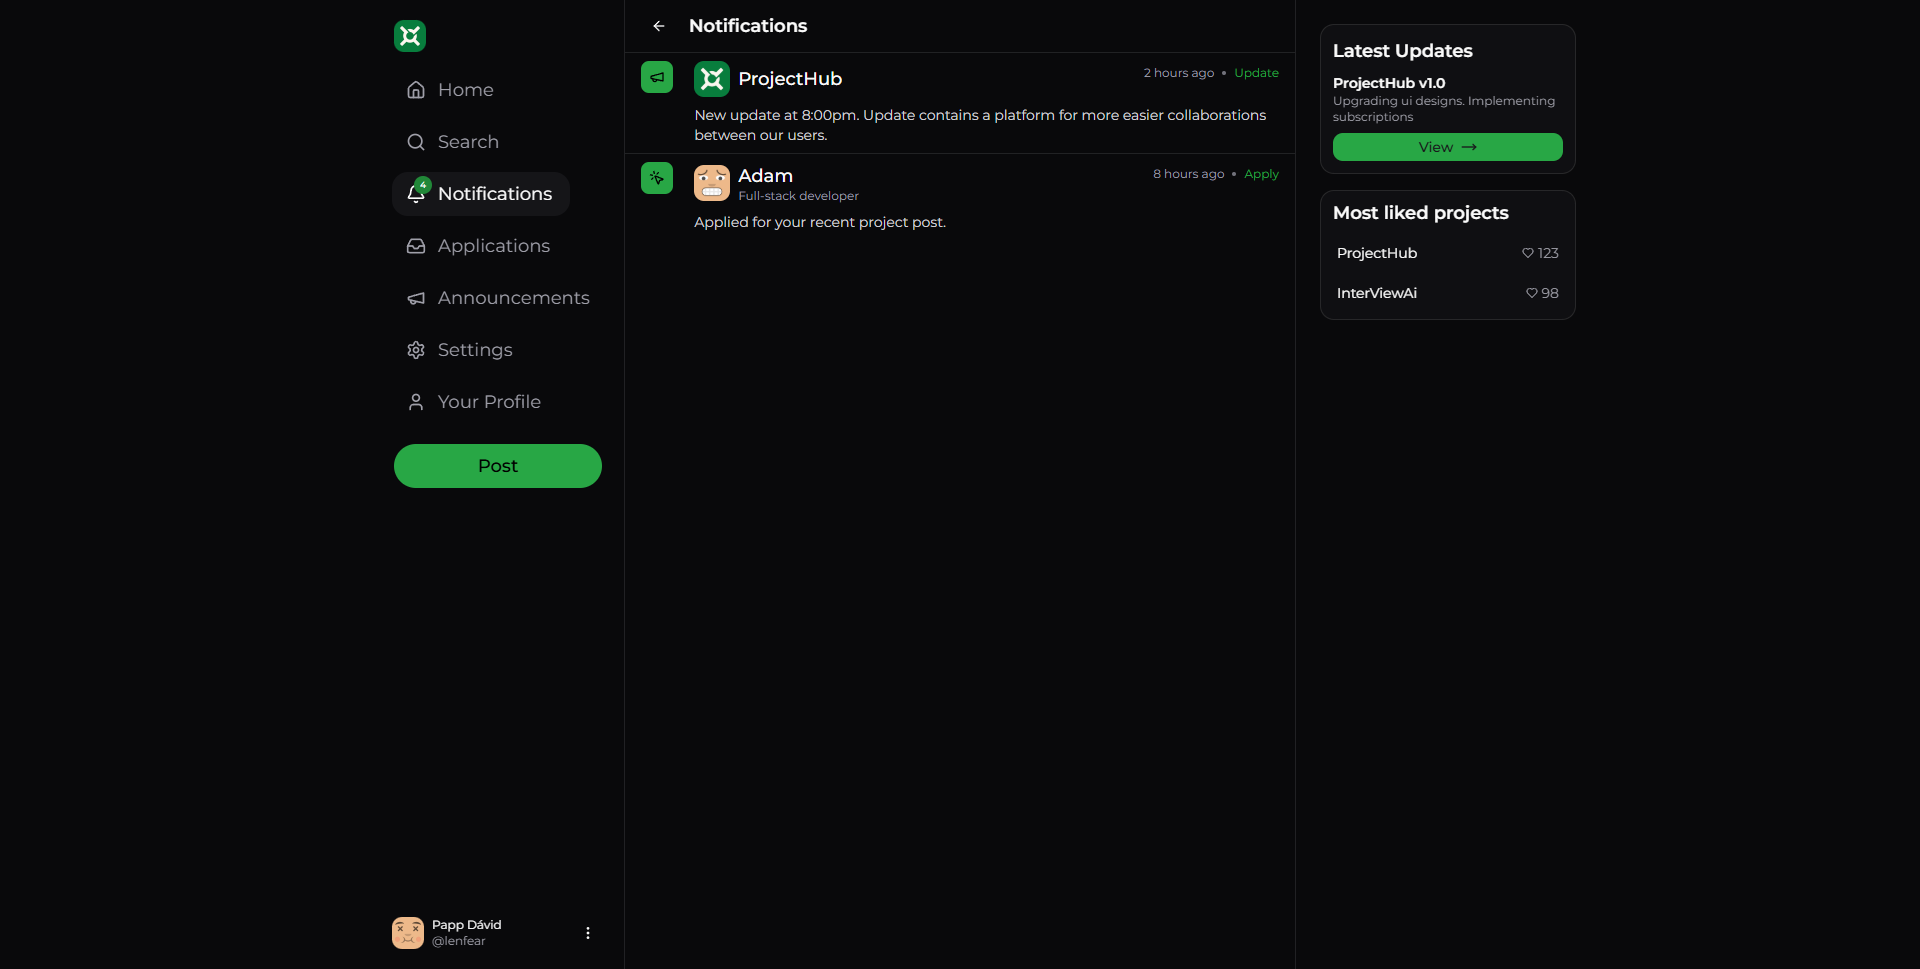 Home
Search
4
Notifications
Applications
Announcements
Settings
Your Profile
Post
Papp Dávid
@lenfear
Notifications
ProjectHub
2 hours ago • Update
New update at 8:00pm. Update contains a platform for more easier collaborations
between our users.
Adam
8 hours ago • Apply
Full-stack developer
Applied for your recent project post.
Latest Updates
ProjectHub v1.0
Upgrading ui designs. Implementing
subscriptions
View →
Most liked projects
ProjectHub 123
InterViewAi 98